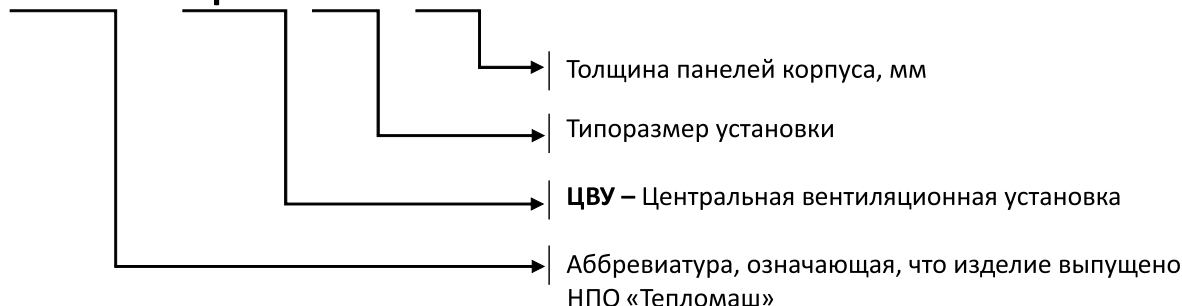 Толщина панелей корпуса, мм
Типоразмер установки
ЦВУ – Центральная вентиляционная установка
Аббревиатура, означающая, что изделие выпущено
НПО «Тепломаш»